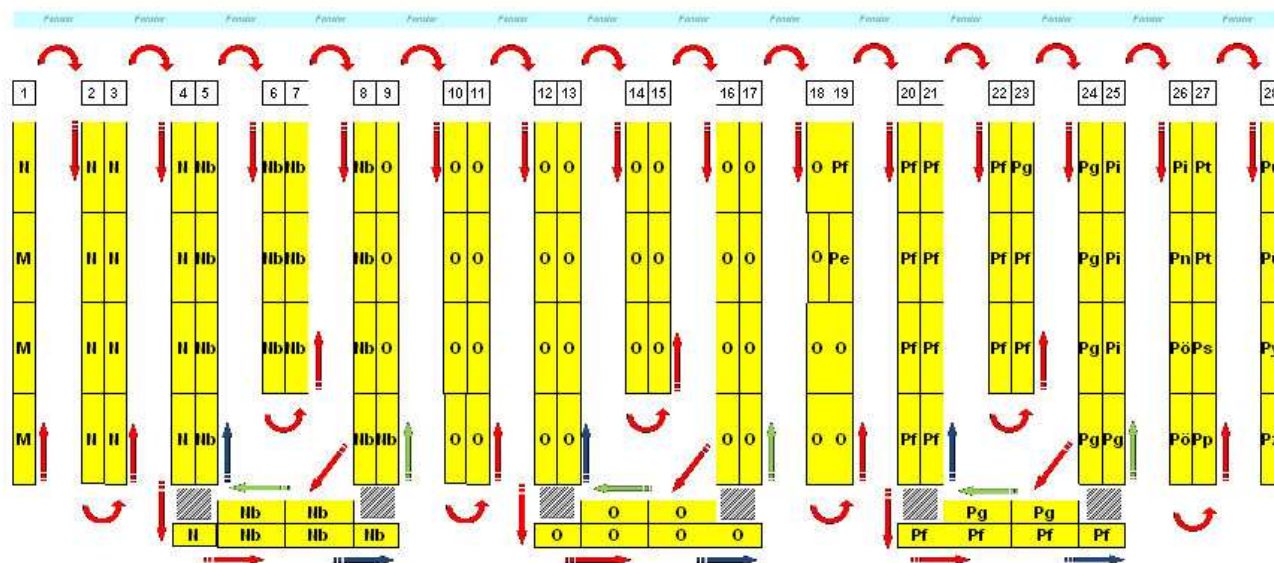 Fenster Fenster Fenster Fenster Fenster Fenster Fenster Fenster Fenster Fenster Fenster Fenster Fenster Fenster
1 2 3 4 5 6 7 8 9 10 11 12 13 14 15 16 17 18 19 20 21 22 23 24 25 26 27 28
N N N N Nb Nb Nb Nb O O O O O O O O O O Pf Pf Pf Pf Pg Pg Pi Pi Pt
M N N N Nb Nb Nb Nb O O O O O O O O O O Pe Pf Pf Pf Pf Pg Pi Pn Pt
M N N N Nb Nb Nb Nb O O O O O O O O O O O Pf Pf Pf Pf Pg Pi Pö Ps
M N N N Nb Nb Nb O O O O O O O O Pf Pf Pg Pg Pö Pp
Nb Nb O O Pg Pg
N Nb Nb Nb O O O O Pf Pf Pf Pf